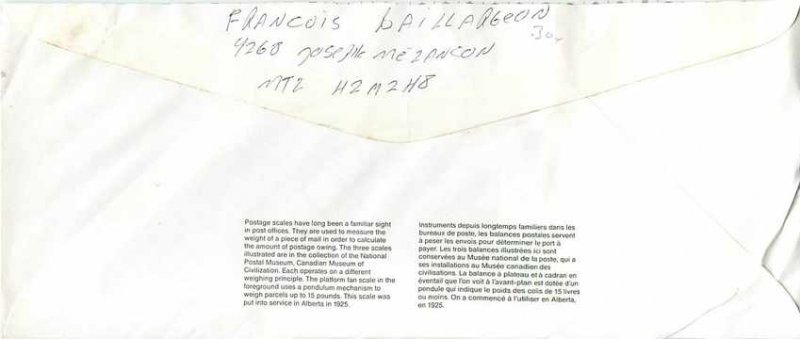 FRANCOIS BAILLARGEON
30
4268 JOSEPH MÉLANCON
MTL H2M2H8
Postage scales have long been a familiar sight
in post offices. They are used to measure the
weight of a piece of mail in order to calculate
the amount of postage owing. The three scales
illustrated are in the collection of the National
Postal Museum, Canadian Museum of
Civilization. Each operates on a different
weighing principle. The platform fan scale in the
foreground uses a pendulum mechanism to
weigh parcels up to 15 pounds. This scale was
put into service in Alberta in 1925.
Instruments depuis longtemps familiers dans les
bureaux de poste, les balances postales servent
à peser les envois pour déterminer le port à
payer. Les trois balances illustrées ici sont
conservées au Musée national de la poste, qui a
ses installations au Musée canadien des
civilisations. La balance à plateau et à cadran en
éventail que l'on voit à l'avant-plan est dotée d'un
pendule qui indique le poids des colis de 15 livres
ou moins. On a commencé à l'utiliser en Alberta,
en 1925.